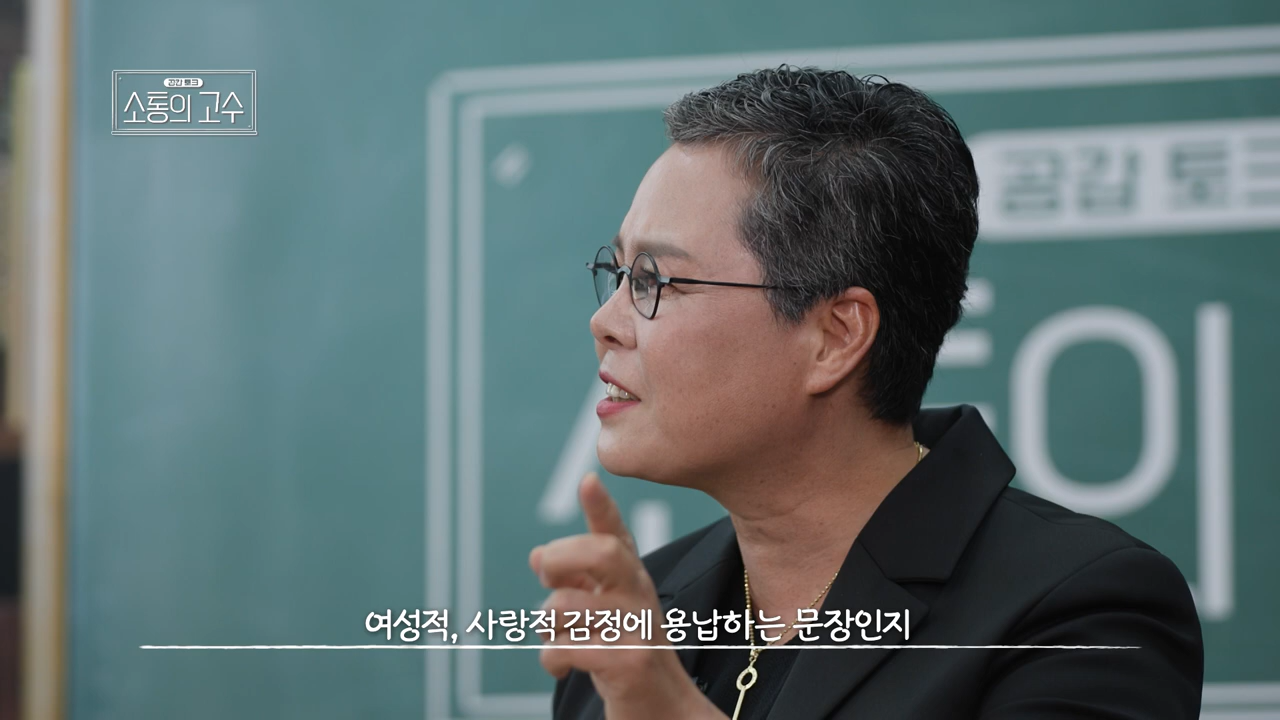 공감 토크
소통의 고수
공감 토크
여성적, 사랑적 감정에 용납하는 문장인지